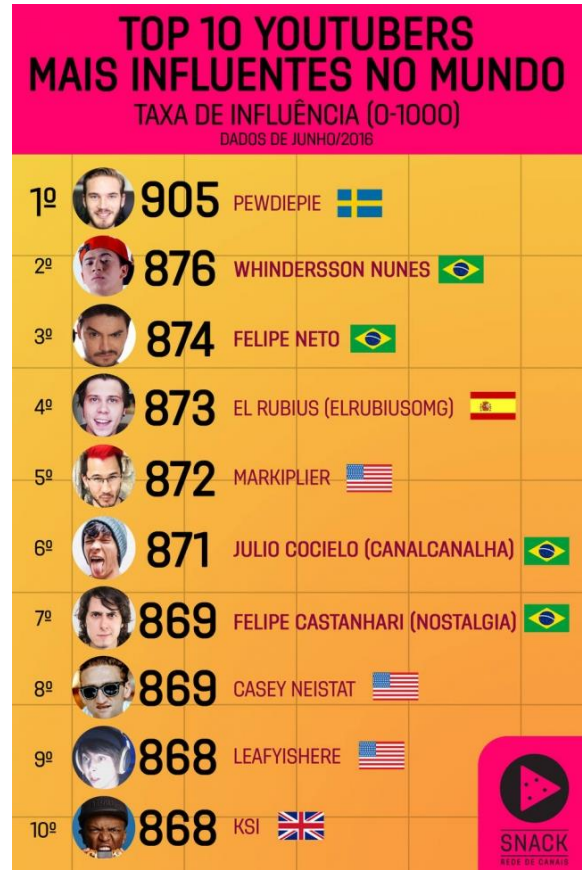 TOP 10 YOUTUBERS
MAIS INFLUENTES NO MUNDO
TAXA DE INFLUÊNCIA (0-1000)
DADOS DE JUNHO/2016
1º 905 PEWDIEPIE
2º 876 WHINDERSSON NUNES
3º 874 FELIPE NETO
4º 873 EL RUBIUS (ELRUBIUSOMG)
5º 872 MARKIPLIER
6º 871 JULIO COCIELO (CANALCANALHA)
7º 869 FELIPE CASTANHARI (NOSTALGIA)
8º 869 CASEY NEISTAT
9º 868 LEAFYISHERE
10º 868 KSI
SNACK
REDE DE CANAIS